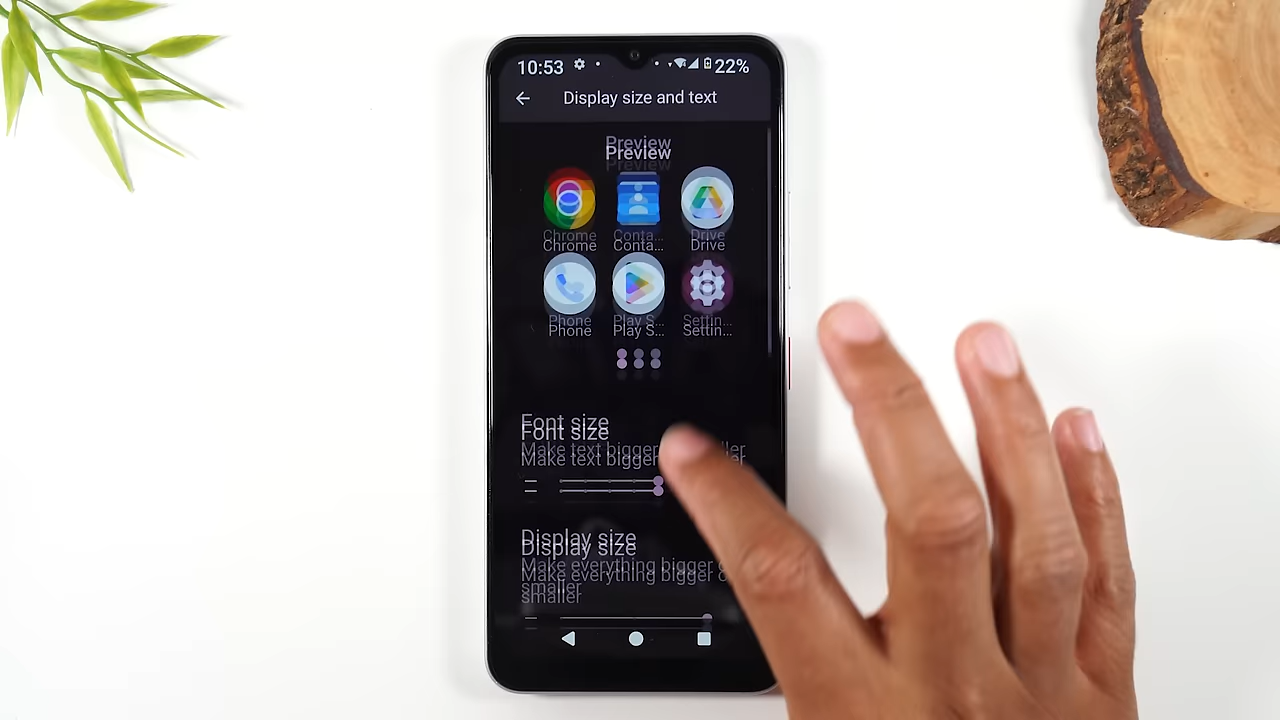 10:53 22%
Display size and text
Preview
Chrome Conta... Drive
Phone Play S... Settin...
Font size
Make text bigger
Display size
Make everything bigger o
smaller